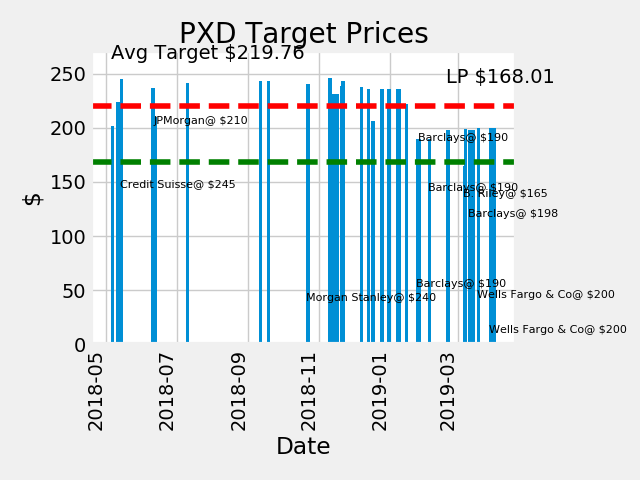 PXD Target Prices
Avg Target $219.76
LP $168.01
250
200
150
100
50
0
$
JPMorgan@ $210
Barclays@ $190
Credit Suisse@ $245
Barclays@ $190
B. Riley@ $165
Barclays@ $198
Barclays@ $190
Morgan Stanley@ $240
Wells Fargo & Co@ $200
Wells Fargo & Co@ $200
2018-05
2018-07
2018-09
2018-11
2019-01
2019-03
Date